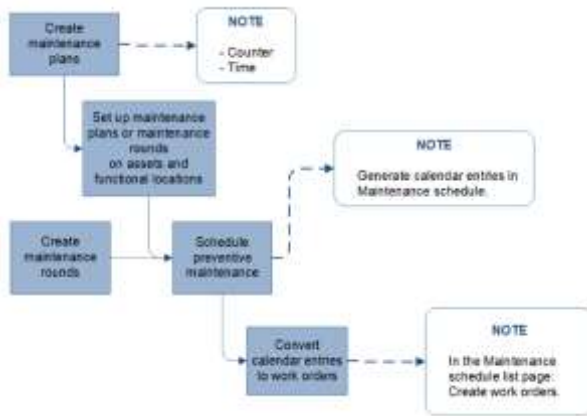 Create
maintenance
plans
NOTE
- Counter
- Time
Set up maintenance
plans or maintenance
rounds
on assets and
functional locations
NOTE
Generate calendar entries in
Maintenance schedule.
Create
maintenance
rounds
Schedule
preventive
maintenance
NOTE
Convert
calendar entries
to work orders
In the Maintenance
schedule list page:
Create work orders.